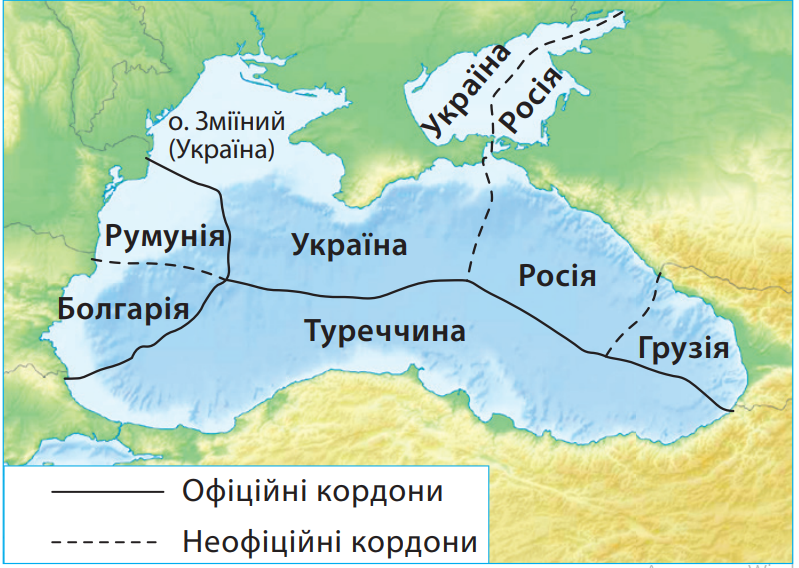 Україна
Росія
о. Зміїний
(Україна)
Румунія
Україна
Росія
Болгарія
Туреччина
Грузія
Офіційні кордони
Неофіційні кордони